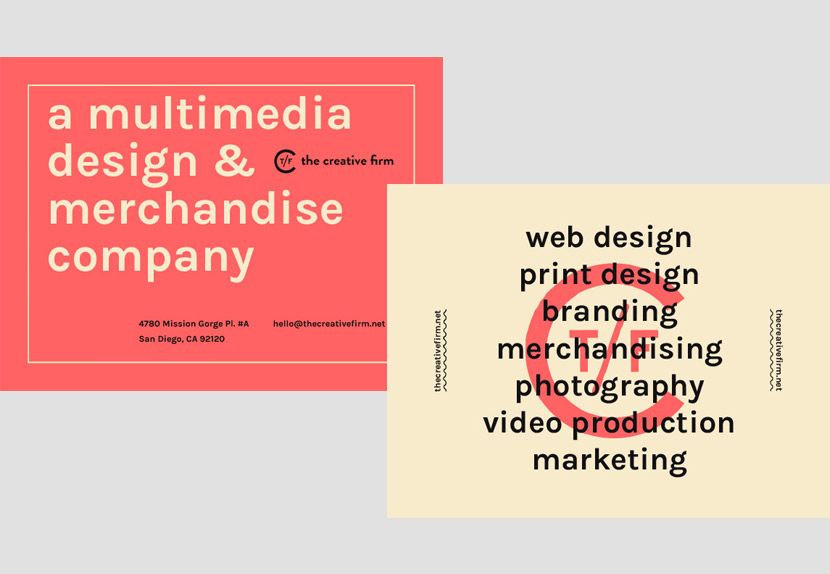 a multimedia
design &
T/F the creative firm
merchandise
company
4780 Mission Gorge Pl. #A
San Diego, CA 92120
hello@thecreativefirm.net
web design
print design
branding
T/F
merchandising
photography
video production
marketing
thecreativefirm.net
thecreativefirm.net